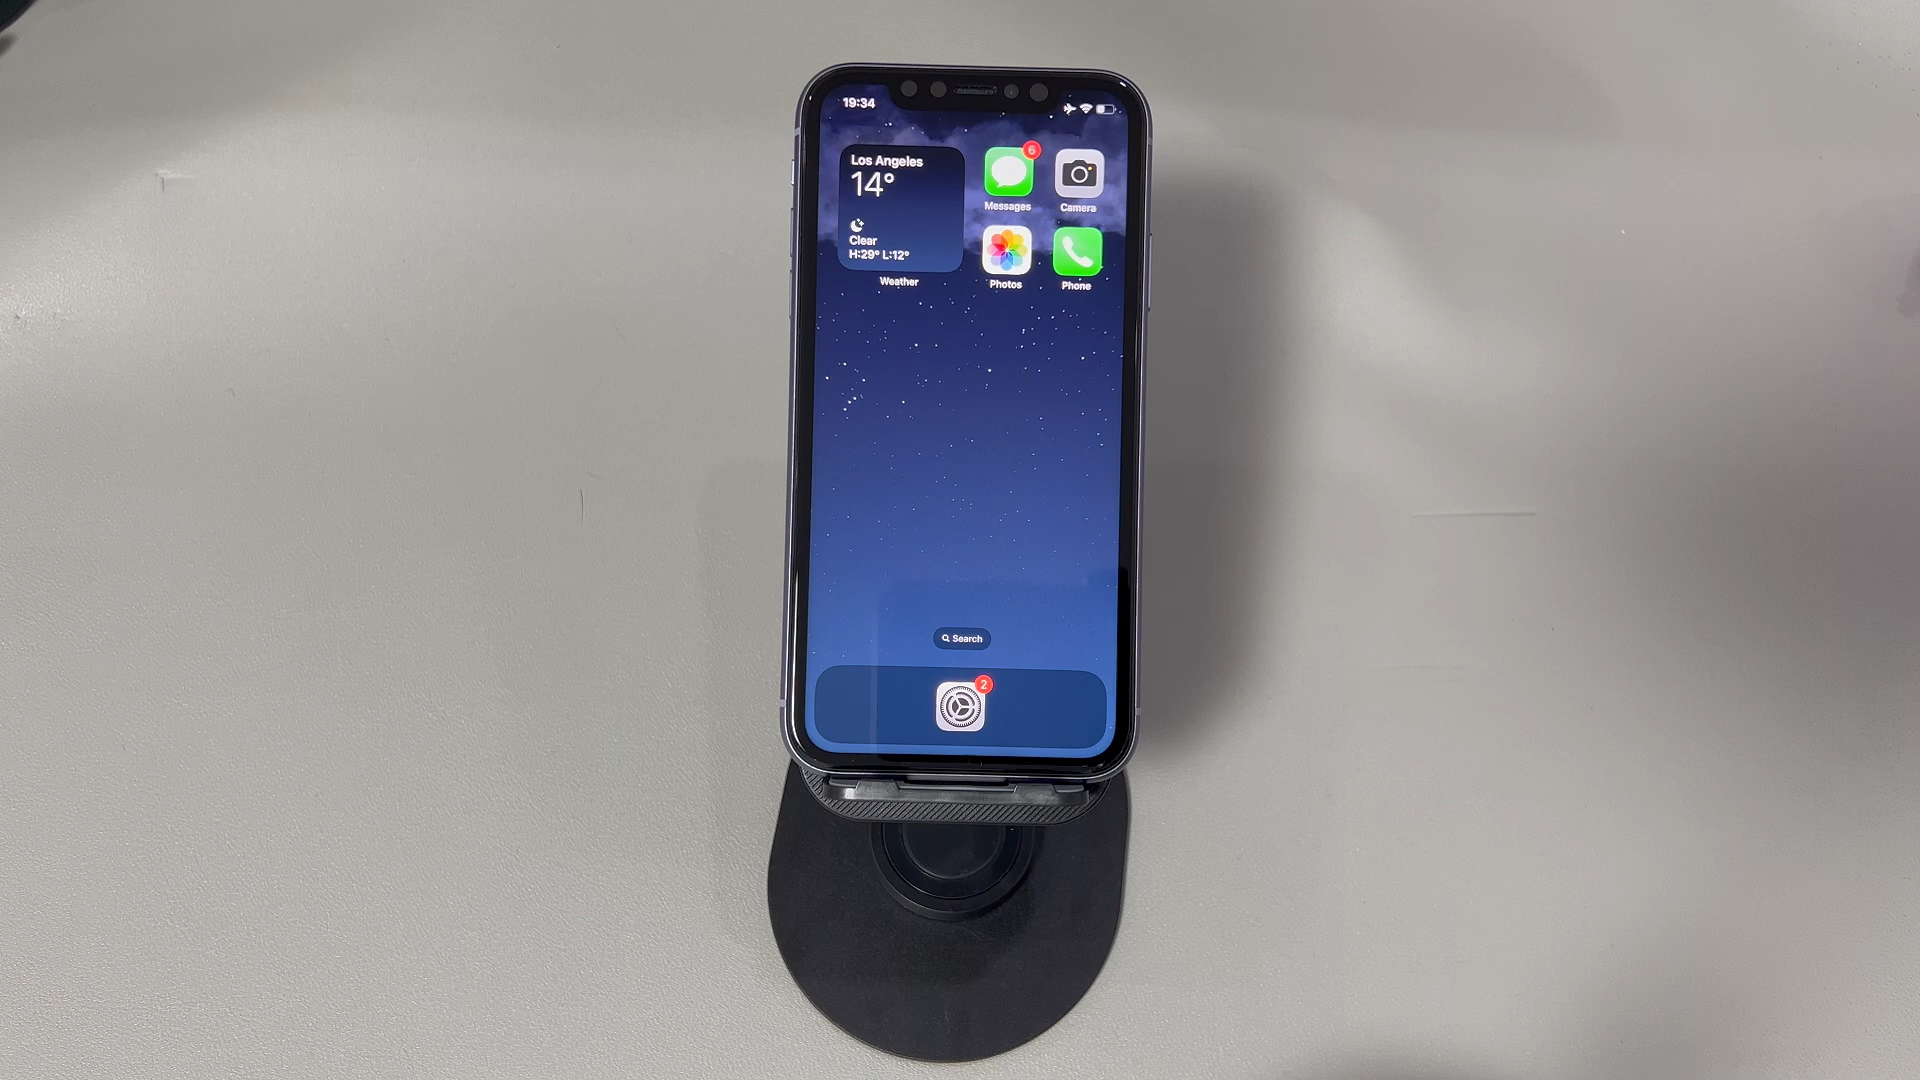 19:34
Los Angeles
14°
Clear
H:29° L:12°
Weather
6
Messages
Camera
Photos
Phone
Search
2